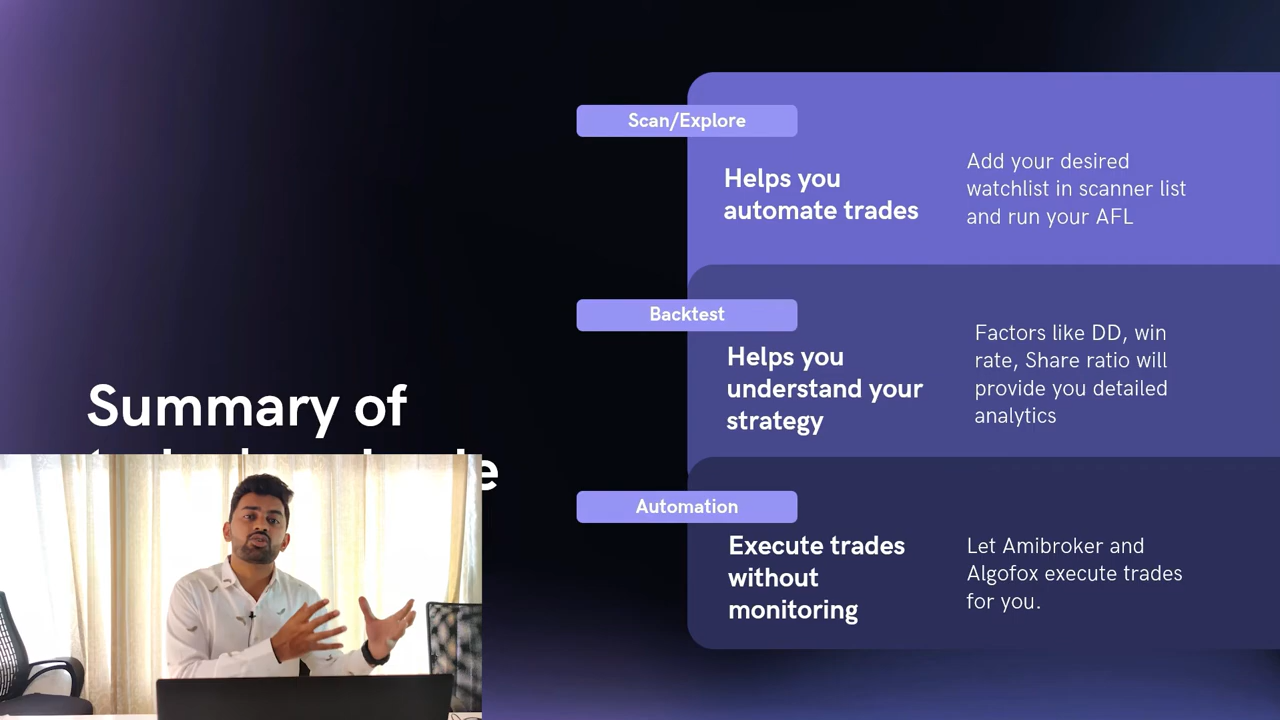 Summary of
Scan/Explore
Helps you
automate trades
Add your desired
watchlist in scanner list
and run your AFL
Backtest
Helps you
understand your
strategy
Factors like DD, win
rate, Share ratio will
provide you detailed
analytics
Automation
Execute trades
without
monitoring
Let Amibroker and
Algofox execute trades
for you.